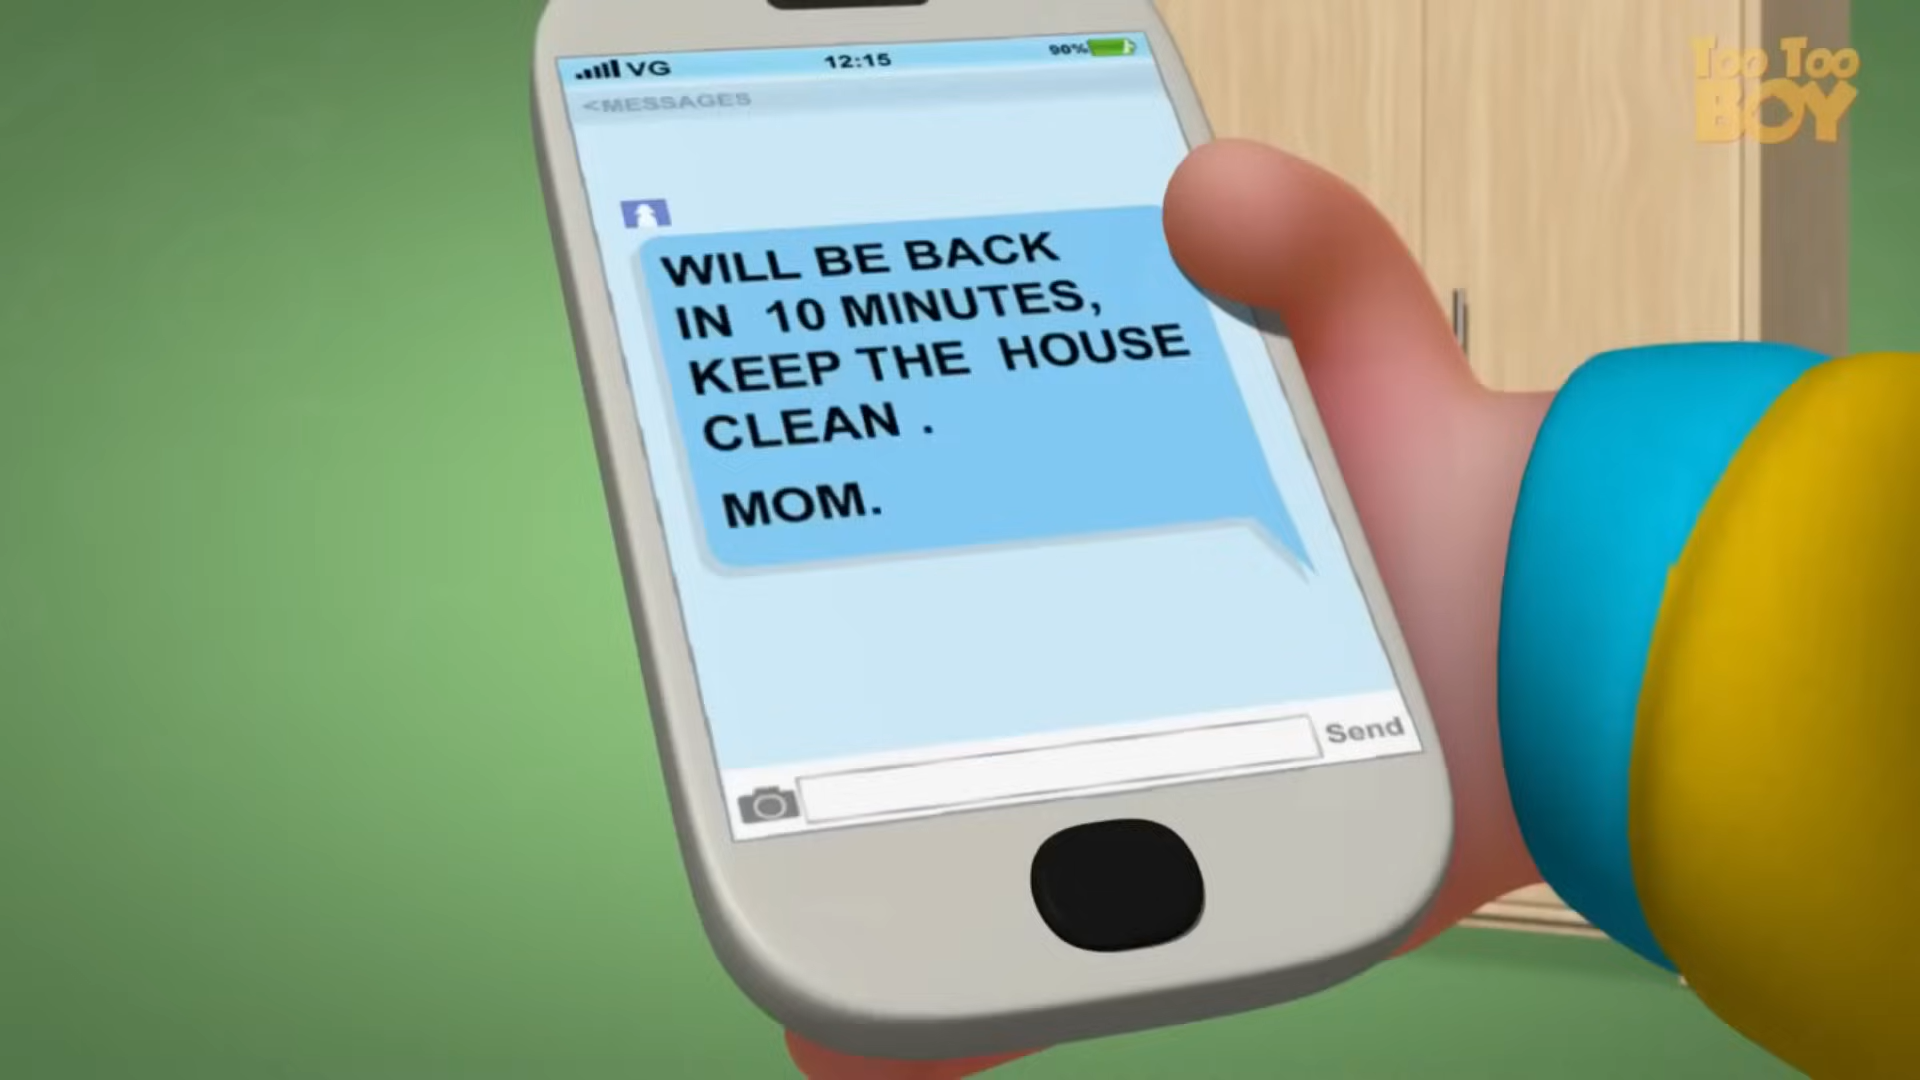 VG 12:15 90%
<MESSAGES
WILL BE BACK
IN 10 MINUTES,
KEEP THE HOUSE
CLEAN .
MOM.
Send
Too Too
BOY